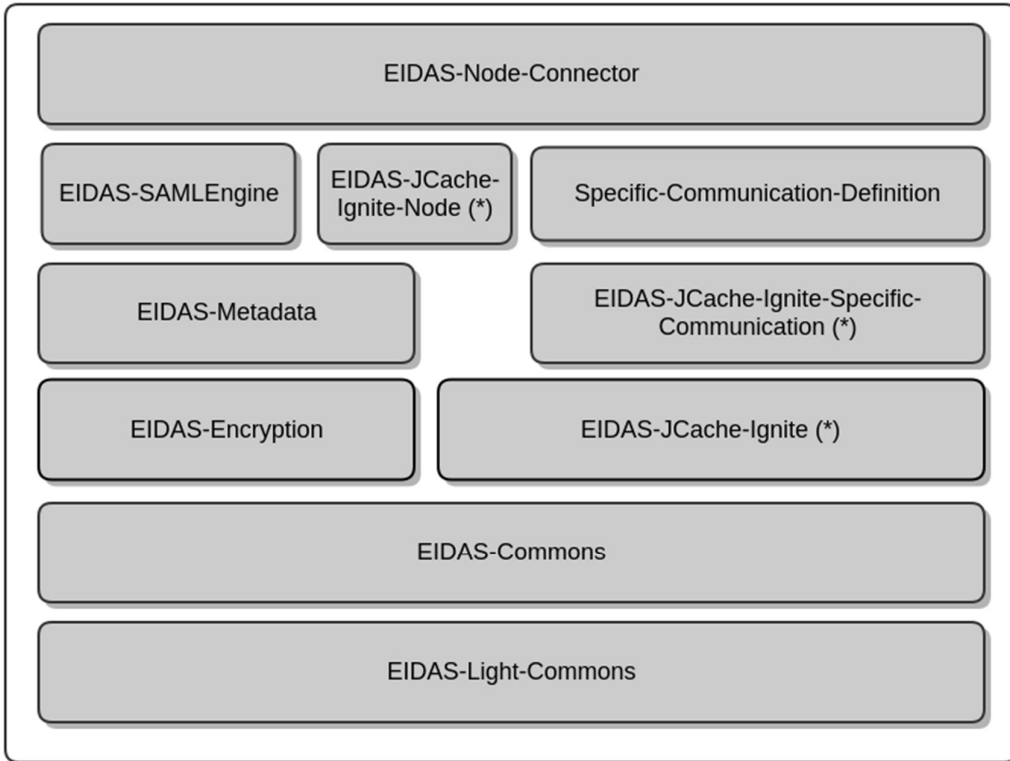 EIDAS-Node-Connector
EIDAS-SAMLEngine
EIDAS-JCache-
Ignite-Node (*)
Specific-Communication-Definition
EIDAS-Metadata
EIDAS-JCache-Ignite-Specific-
Communication (*)
EIDAS-Encryption
EIDAS-JCache-Ignite (*)
EIDAS-Commons
EIDAS-Light-Commons